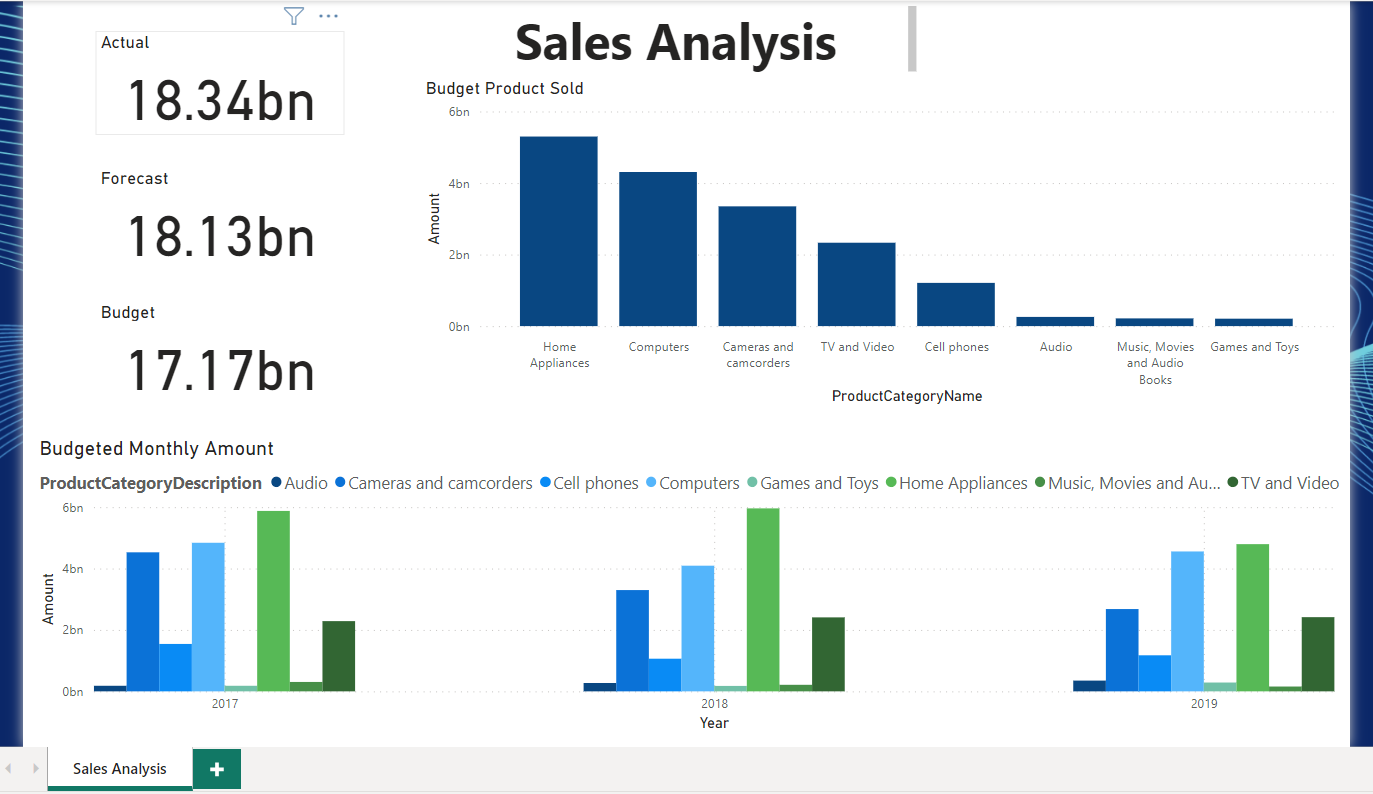 Sales Analysis
Actual
18.34bn
Forecast
18.13bn
Budget
17.17bn
Budget Product Sold
6bn
4bn
2bn
0bn
Amount
Home Appliances
Computers
Cameras and camcorders
TV and Video
Cell phones
Audio
Music, Movies and Audio Books
Games and Toys
ProductCategoryName
Budgeted Monthly Amount
ProductCategoryDescription Audio Cameras and camcorders Cell phones Computers Games and Toys Home Appliances Music, Movies and Au... TV and Video
6bn
4bn
2bn
0bn
Amount
2017
2018
2019
Year
Sales Analysis